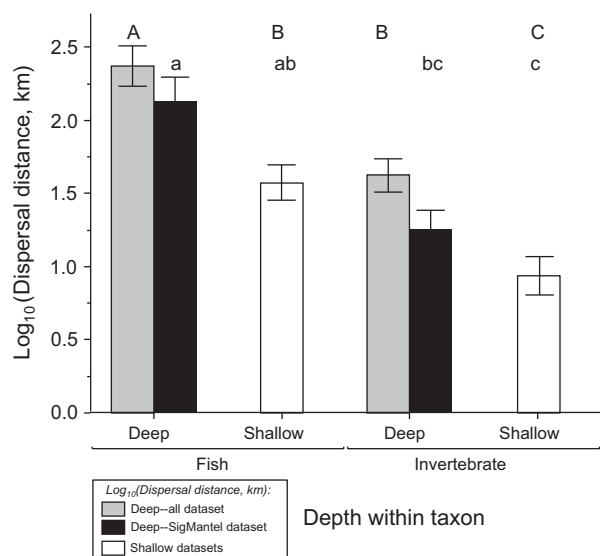 A B B C
a ab bc c
2.5
2.0
1.5
1.0
0.5
0.0
Log10(Dispersal distance, km)
Deep Shallow Deep Shallow
Fish Invertebrate
Log10(Dispersal distance, km):
Deep--all dataset
Deep--SigMantel dataset
Shallow datasets
Depth within taxon